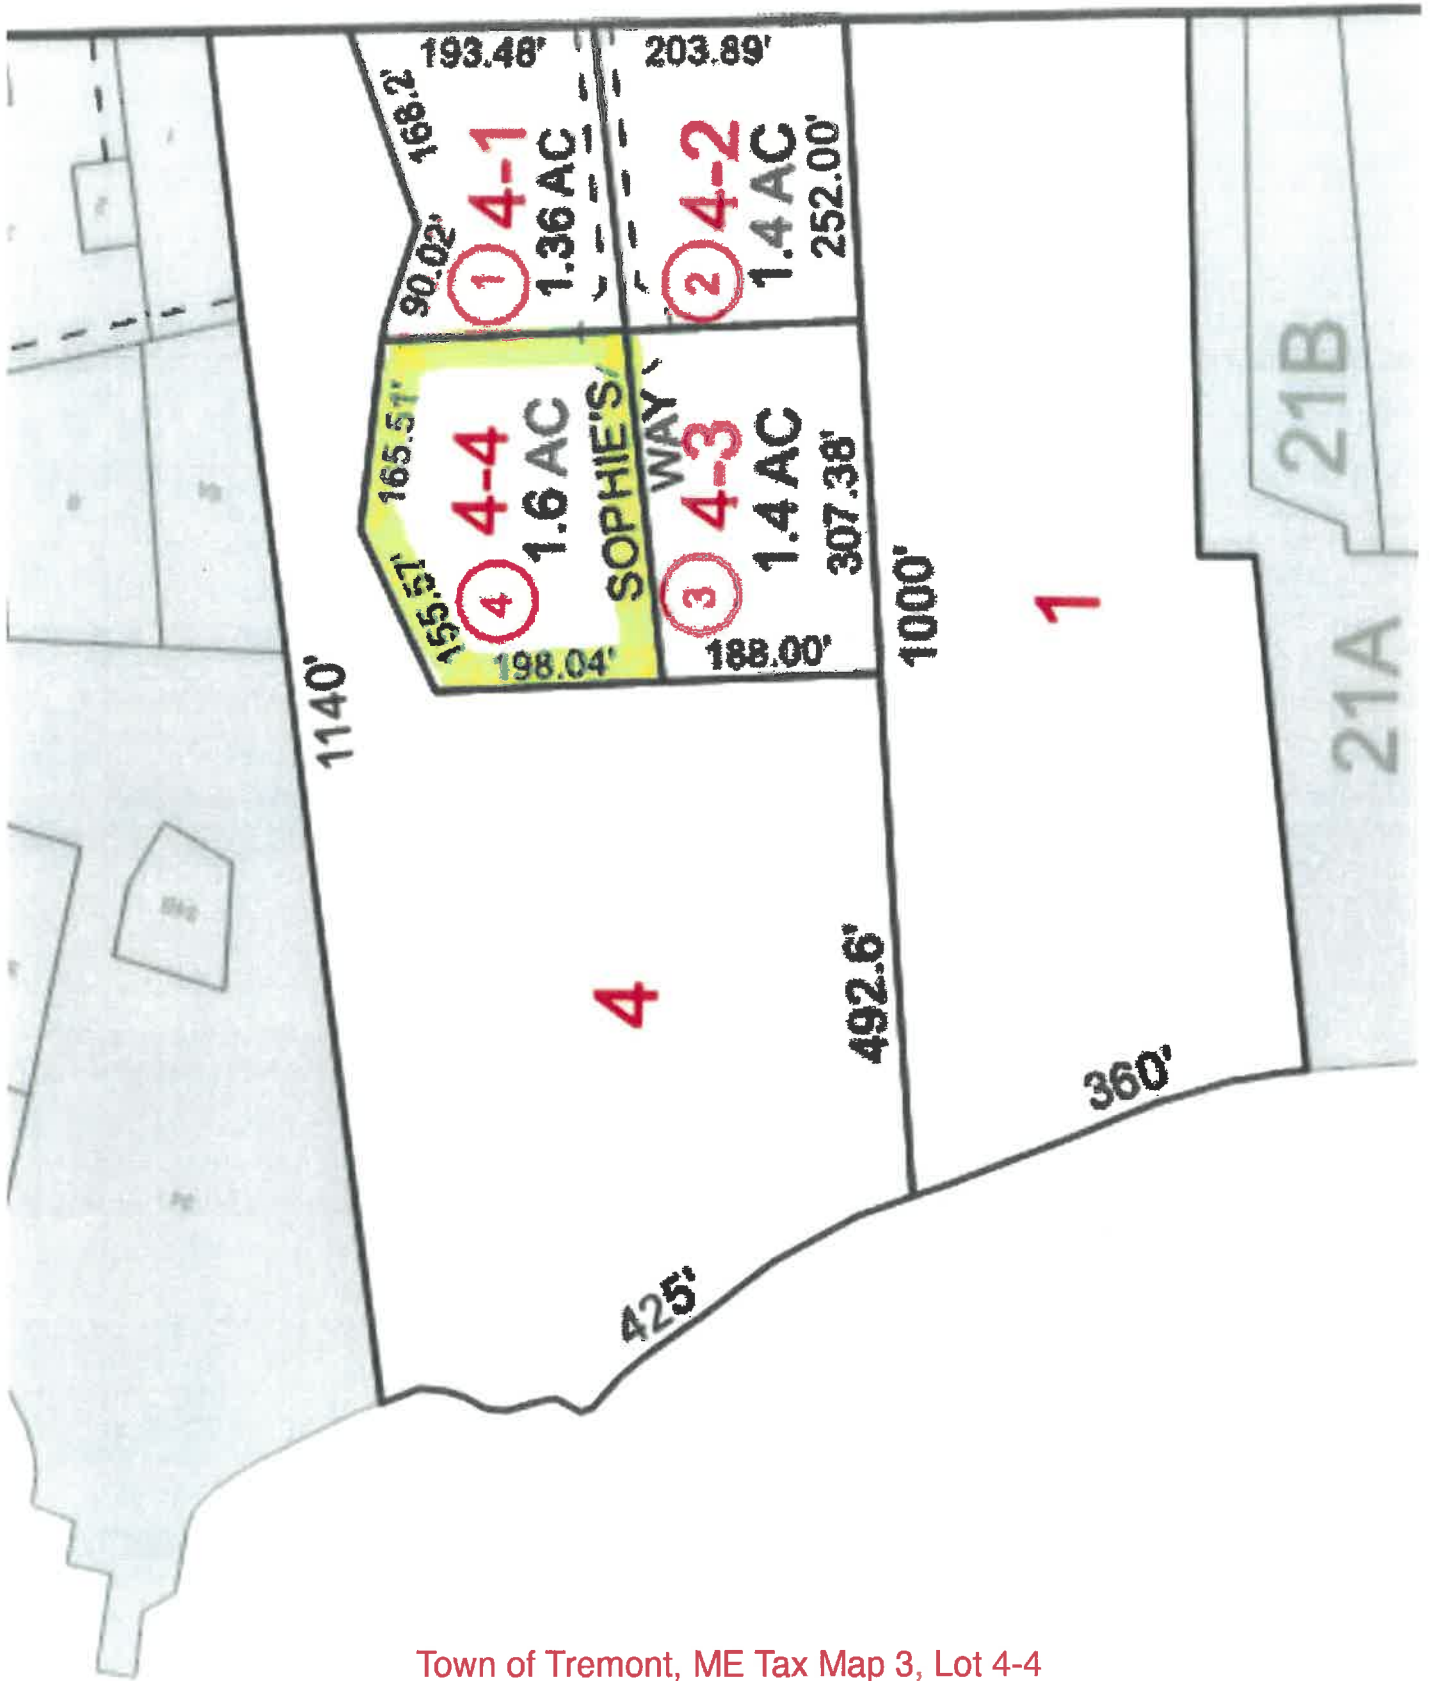 193.48'
203.89'
168.2'
90.02'
4-1
1
1.36 AC
4-2
2
1.4 AC
252.00'
165.51'
155.57'
4-4
4
1.6 AC
198.04'
SOPHIE'S
WAY
4-3
3
1.4 AC
307.38'
188.00'
1140'
1000'
1
21B
21A
4
492.6'
360'
425'
Town of Tremont, ME Tax Map 3, Lot 4-4